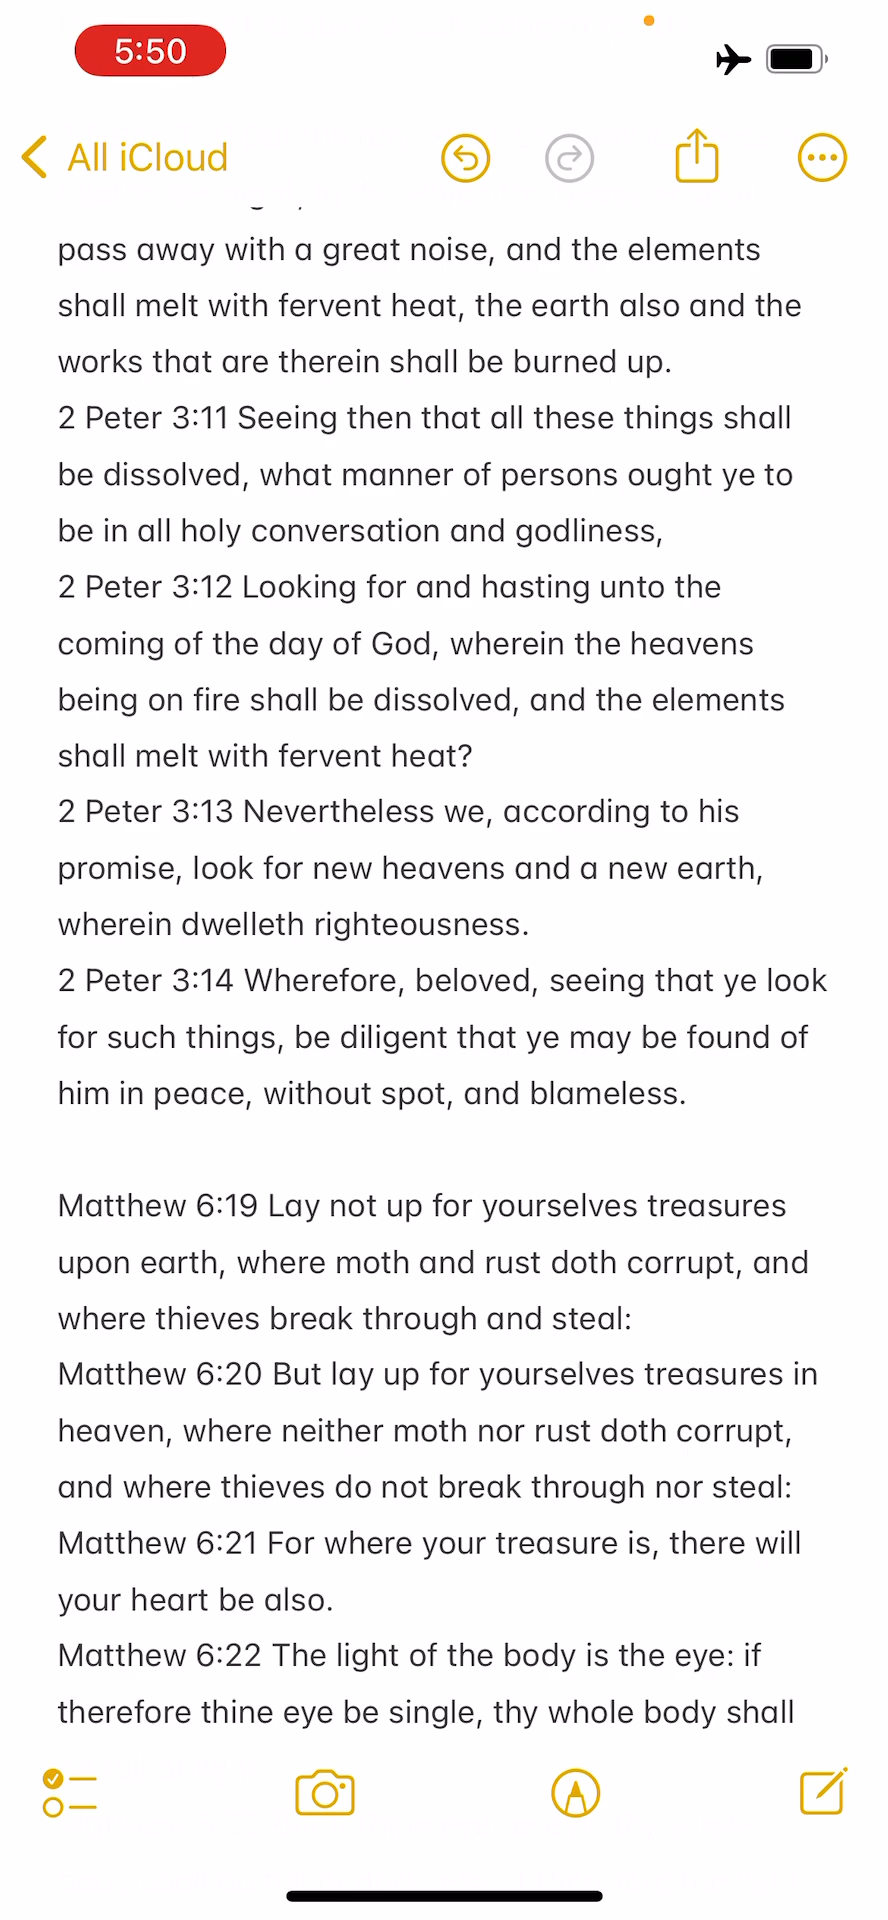 5:50
All iCloud
pass away with a great noise, and the elements
shall melt with fervent heat, the earth also and the
works that are therein shall be burned up.
2 Peter 3:11 Seeing then that all these things shall
be dissolved, what manner of persons ought ye to
be in all holy conversation and godliness,
2 Peter 3:12 Looking for and hasting unto the
coming of the day of God, wherein the heavens
being on fire shall be dissolved, and the elements
shall melt with fervent heat?
2 Peter 3:13 Nevertheless we, according to his
promise, look for new heavens and a new earth,
wherein dwelleth righteousness.
2 Peter 3:14 Wherefore, beloved, seeing that ye look
for such things, be diligent that ye may be found of
him in peace, without spot, and blameless.
Matthew 6:19 Lay not up for yourselves treasures
upon earth, where moth and rust doth corrupt, and
where thieves break through and steal:
Matthew 6:20 But lay up for yourselves treasures in
heaven, where neither moth nor rust doth corrupt,
and where thieves do not break through nor steal:
Matthew 6:21 For where your treasure is, there will
your heart be also.
Matthew 6:22 The light of the body is the eye: if
therefore thine eye be single, thy whole body shall